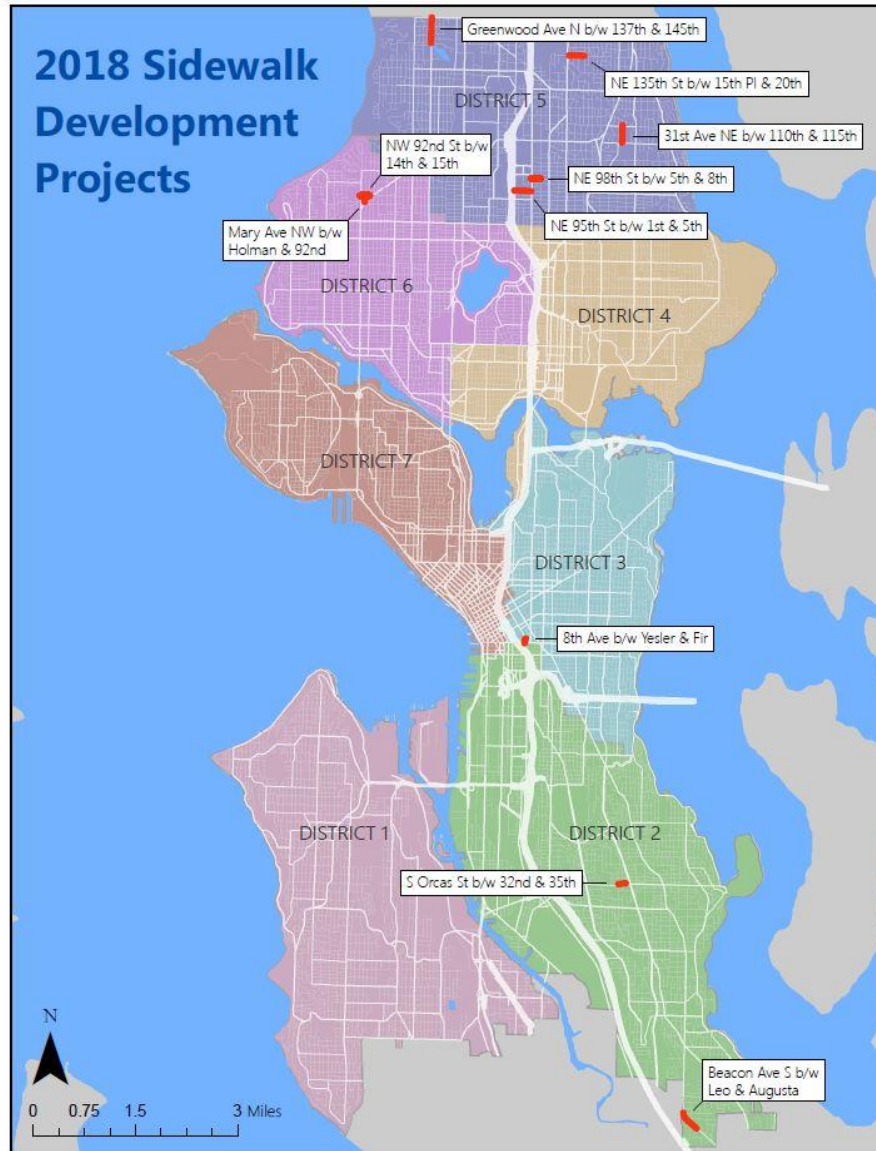 2018 Sidewalk
Development
Projects
Greenwood Ave N b/w 137th & 145th
NE 135th St b/w 15th Pl & 20th
DISTRICT 5
31st Ave NE b/w 110th & 115th
NW 92nd St b/w
14th & 15th
NE 98th St b/w 5th & 8th
Mary Ave NW b/w
Holman & 92nd
NE 95th St b/w 1st & 5th
DISTRICT 6
DISTRICT 4
DISTRICT 7
DISTRICT 3
8th Ave b/w Yesler & Fir
DISTRICT 1
DISTRICT 2
S Orcas St b/w 32nd & 35th
Beacon Ave S b/w
Leo & Augusta
N
0 0.75 1.5 3 Miles